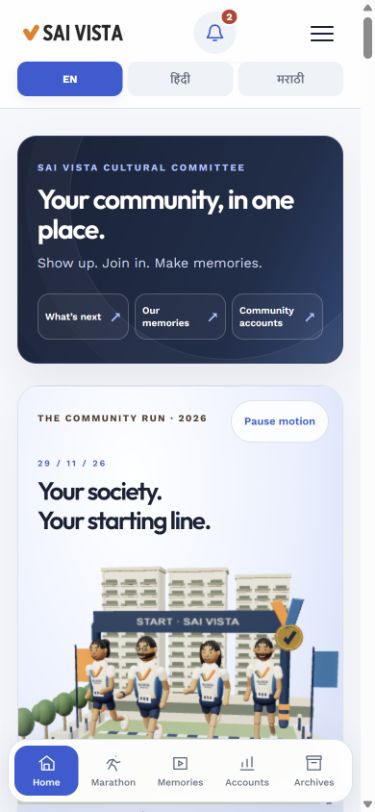 SAI VISTA
2
EN
हिंदी
मराठी
SAI VISTA CULTURAL COMMITTEE
Your community, in one
place.
Show up. Join in. Make memories.
What's next ↗
Our
memories ↗
Community
accounts ↗
THE COMMUNITY RUN · 2026
Pause motion
29 / 11 / 26
Your society.
Your starting line.
START · SAI VISTA
Home
Marathon
Memories
Accounts
Archives